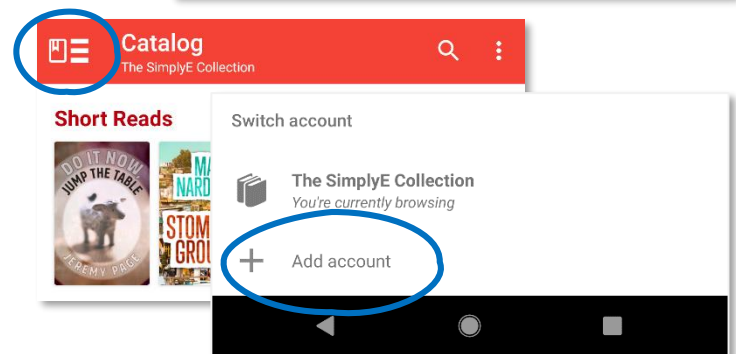 Catalog
The SimplyE Collection
Short Reads
Switch account
DO IT NOW
JUMP THE TABLE
JEREMY PAGE
The SimplyE Collection
You're currently browsing
Add account